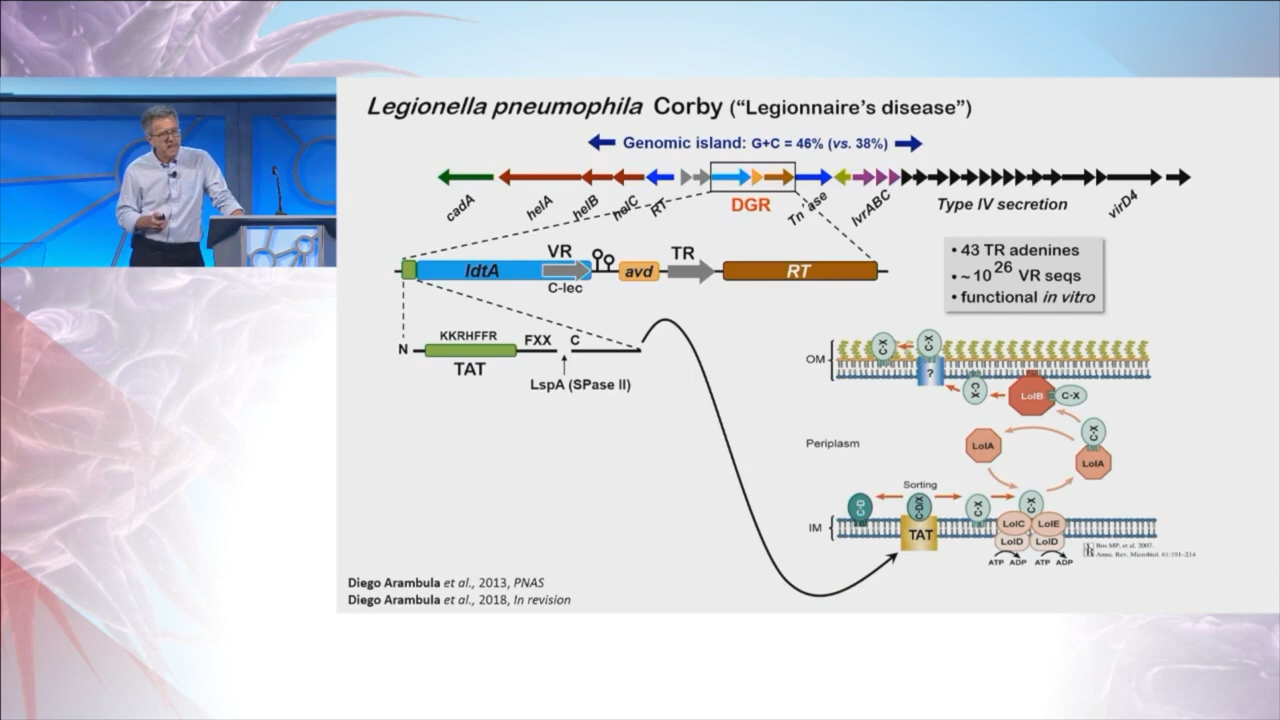 Legionella pneumophila Corby ("Legionnaire's disease")
Genomic island: G+C = 46% (vs. 38%)
cadA
helA
helB
helC
RT
DGR
Tn'ase
lvrABC
Type IV secretion
virD4
VR
TR
ldtA
avd
RT
C-lec
• 43 TR adenines
• ~ 10^26 VR seqs
• functional in vitro
KKRHFFR
FXX
C
N
TAT
LspA (SPase II)
OM
C-X
C-X
?
C-X
LolB
C-X
Periplasm
LolA
C-X
LolA
Sorting
C-D
C-D/X
C-X
C-X
IM
TAT
LolC
LolE
LolD
LolD
ATP
ADP
ATP
ADP
Bos MP, et al. 2007.
Annu. Rev. Microbiol. 61:191–214
Diego Arambula et al., 2013, PNAS
Diego Arambula et al., 2018, In revision